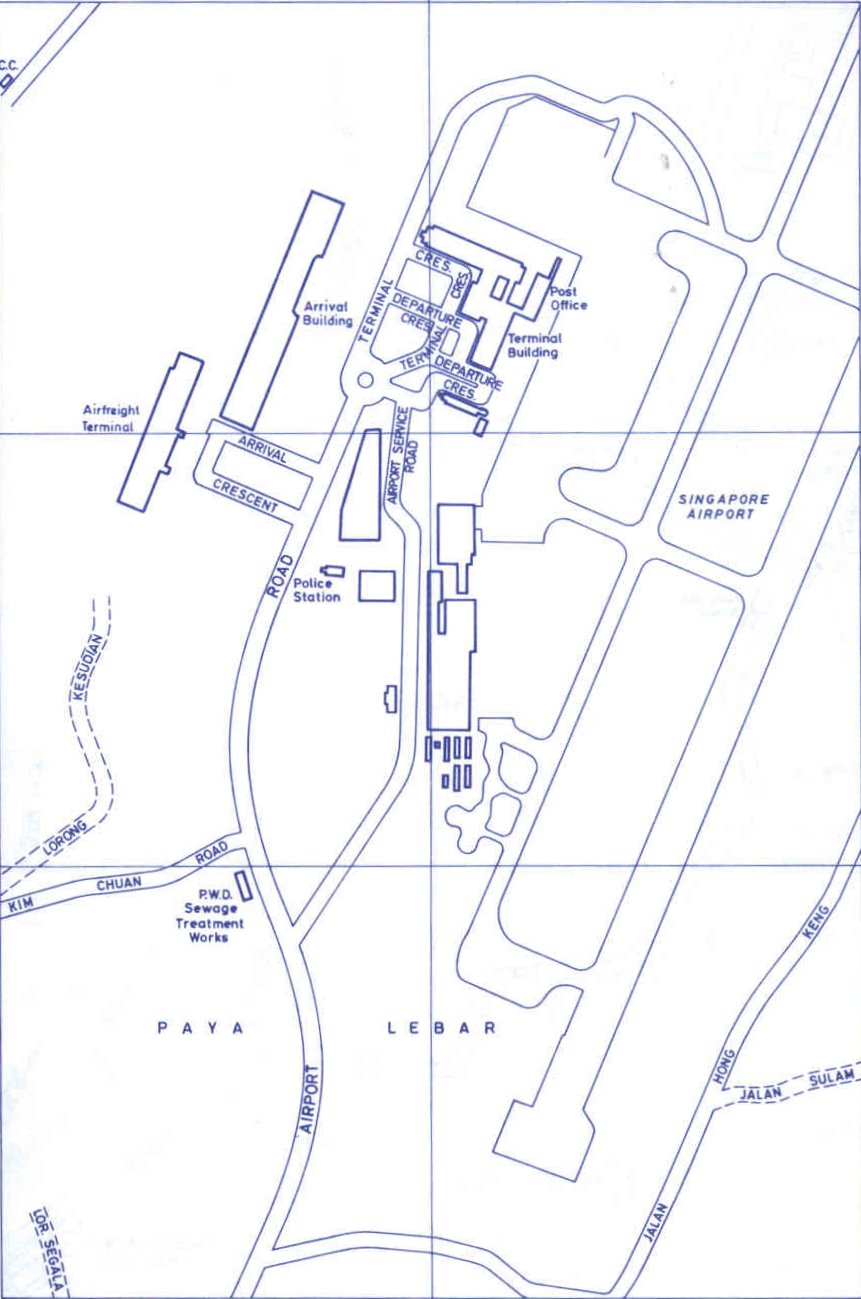 C.C.
CRES.
CRES.
TERMINAL
DEPARTURE
CRES.
TERMINAL
DEPARTURE
CRES.
Post
Office
Terminal
Building
Arrival
Building
Airfreight
Terminal
ARRIVAL
CRESCENT
AIRPORT SERVICE
ROAD
SINGAPORE
AIRPORT
ROAD
Police
Station
KESUDIAN
LORONG
KIM CHUAN ROAD
P.W.D.
Sewage
Treatment
Works
PAYA LEBAR
AIRPORT
KENG
HONG
JALAN
JALAN SULAM
LOR. SEGALA